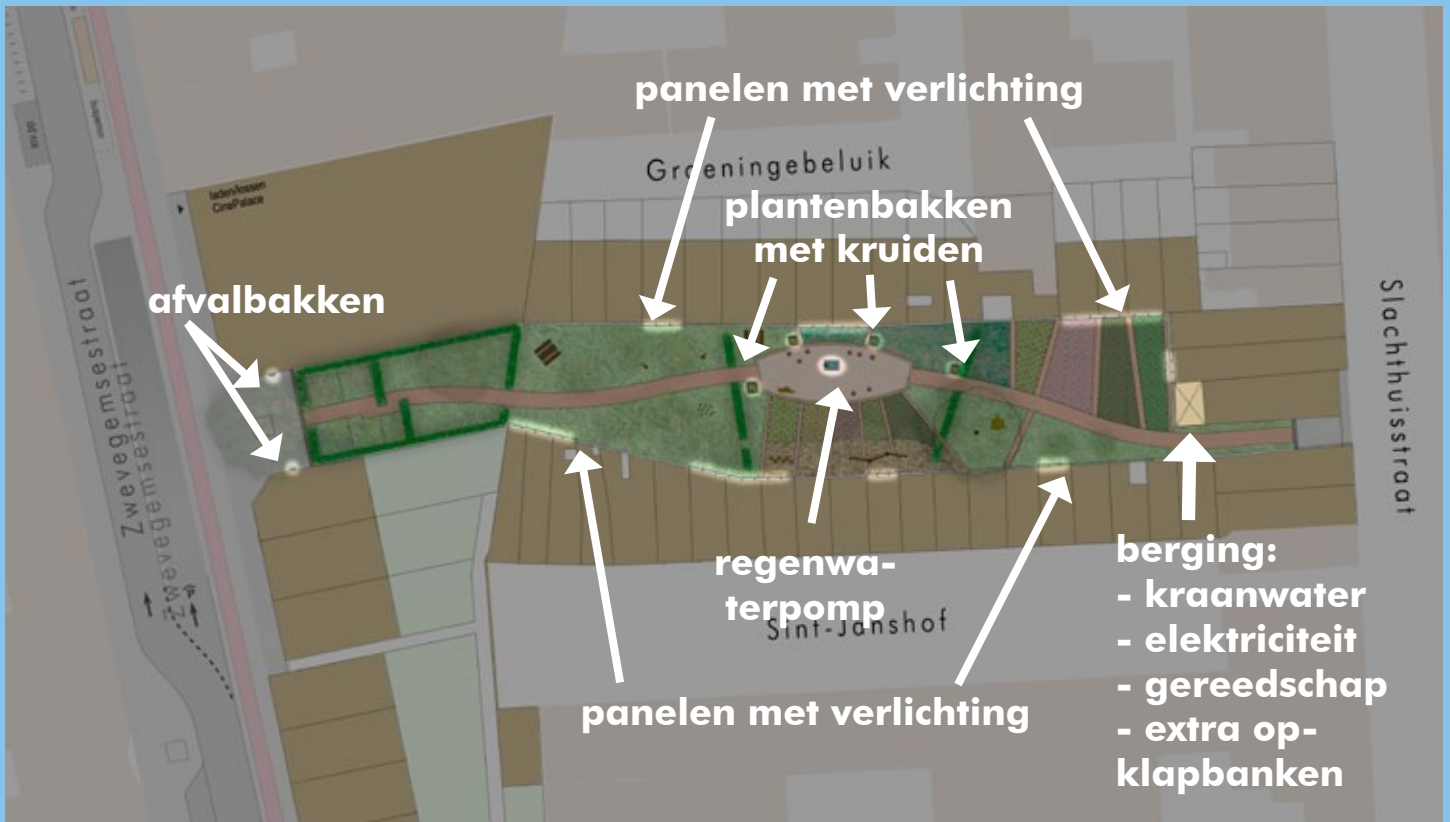 panelen met verlichting
Groeningebeluik
laden/lossen
CinePalace
plantenbakken
met kruiden
afvalbakken
Zwevegemsestraat
Zwevegemsestraat
Slachthuisstraat
regenwa-
terpomp
Sint-Janshof
berging:
- kraanwater
- elektriciteit
- gereedschap
- extra op-
klapbanken
panelen met verlichting